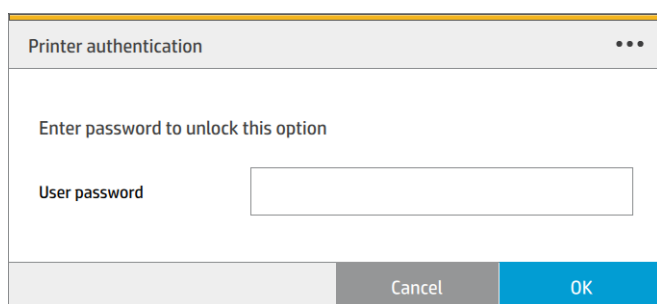 Printer authentication
Enter password to unlock this option
User password
Cancel OK